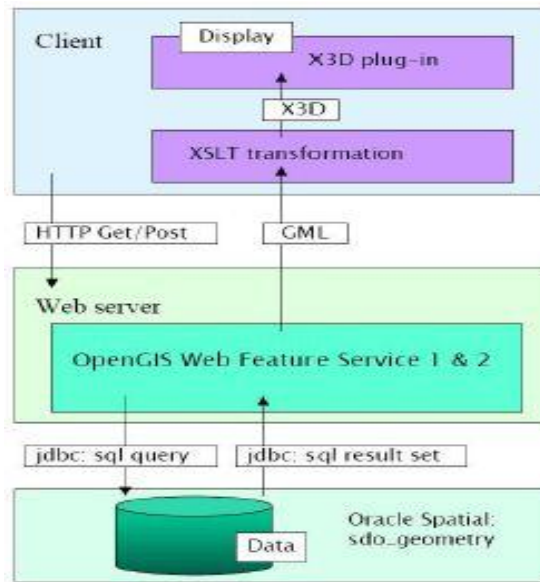 Client
Display
X3D plug-in
X3D
XSLT transformation
HTTP Get/Post
GML
Web server
OpenGIS Web Feature Service 1 & 2
jdbc: sql query
jdbc: sql result set
Oracle Spatial:
sdo_geometry
Data